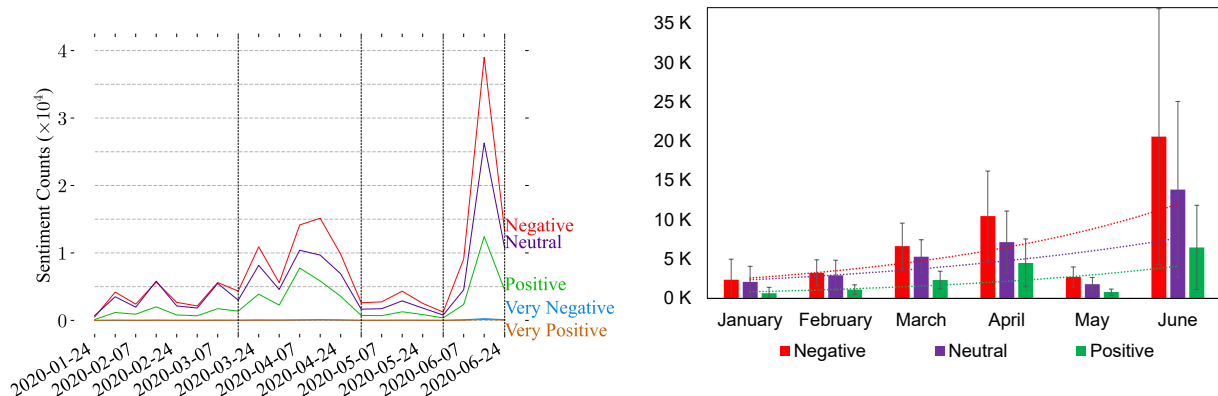 Sentiment Counts (×10⁴)
4
3
2
1
0
Negative
Neutral
Positive
Very Negative
Very Positive
2020-01-24
2020-02-07
2020-02-24
2020-03-07
2020-03-24
2020-04-07
2020-04-24
2020-05-07
2020-05-24
2020-06-07
2020-06-24
35 K
30 K
25 K
20 K
15 K
10 K
5 K
0 K
January February March April May June
Negative Neutral Positive